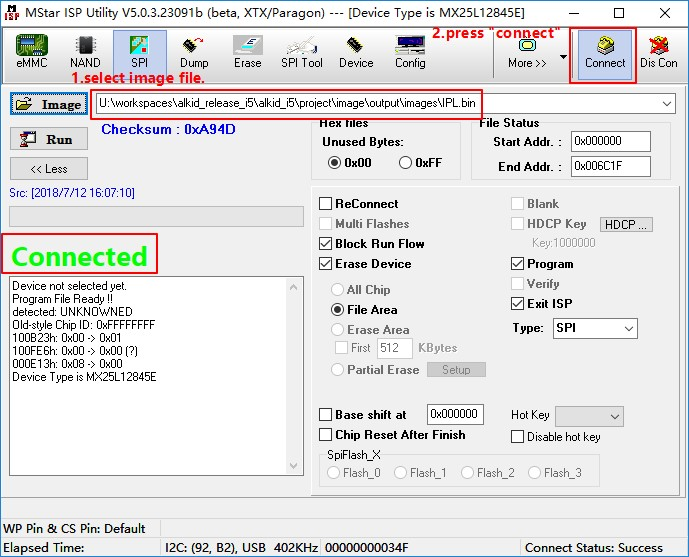 M ISP
MStar ISP Utility V5.0.3.23091b (beta, XTX/Paragon) --- [Device Type is MX25L12845E]
2.press "connect"
eMMC NAND SPI Dump Erase SPI Tool Device Config More >> Connect Dis Con
1.select image file.
Image U:\workspaces\alkid_release_i5\alkid_i5\project\image\output\images\IPL.bin
Run
Checksum : 0xA94D
<< Less
Src: [2018/7/12 16:07:10]
Hex files
Unused Bytes:
0x00 0xFF
File Status
Start Addr. : 0x000000
End Addr. : 0x006C1F
Connected
Device not selected yet.
Program File Ready !!
detected: UNKNOWNED
Old-style Chip ID: 0xFFFFFFFF
100B23h: 0x00 -> 0x01
100FE6h: 0x00 -> 0x00 (?)
000E13h: 0x08 -> 0x00
Device Type is MX25L12845E
ReConnect
Multi Flashes
Block Run Flow
Erase Device
All Chip
File Area
Erase Area
First 512 KBytes
Partial Erase Setup
Blank
HDCP Key HDCP ...
Key:1000000
Program
Verify
Exit ISP
Type: SPI
Base shift at 0x000000
Hot Key
Chip Reset After Finish
Disable hot key
SpiFlash_X
Flash_0 Flash_1 Flash_2 Flash_3
WP Pin & CS Pin: Default
Elapsed Time: I2C: (92, B2), USB 402KHz 00000000034F Connect Status: Success